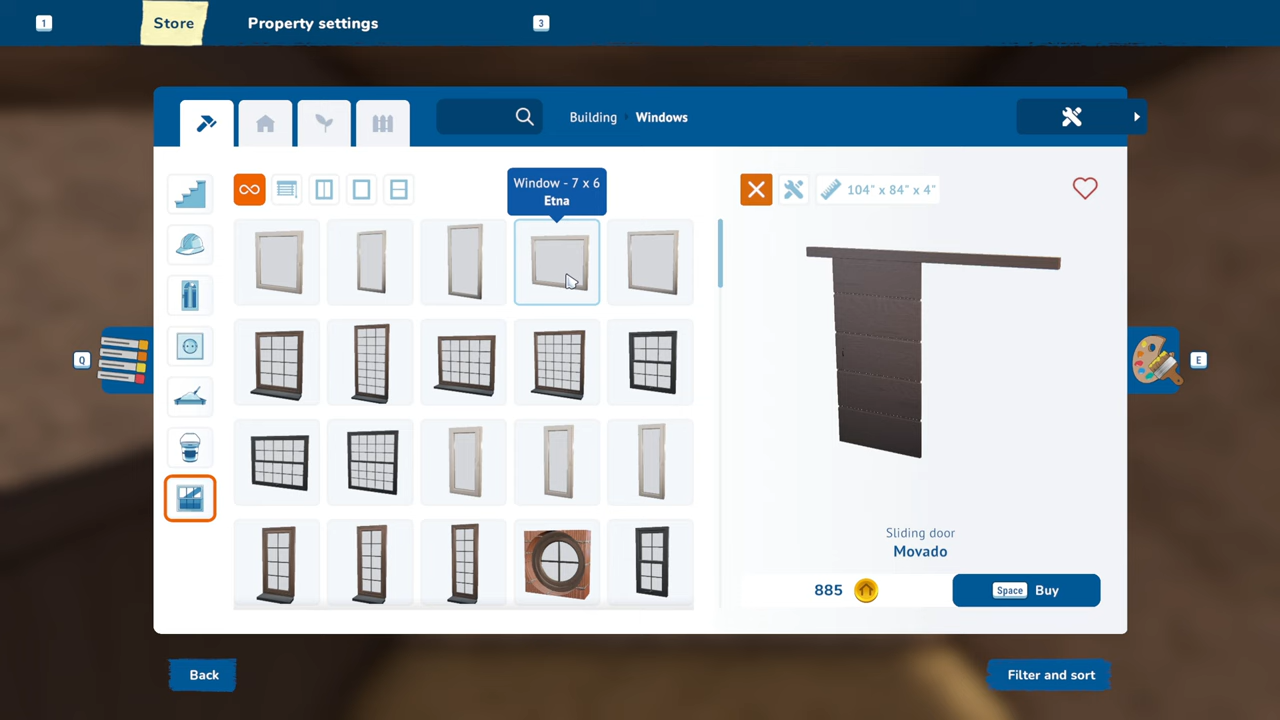 1
Store
Property settings
3
Building
Windows
Window - 7 x 6
Etna
104" x 84" x 4"
Q
E
Sliding door
Movado
885
Space
Buy
Back
Filter and sort